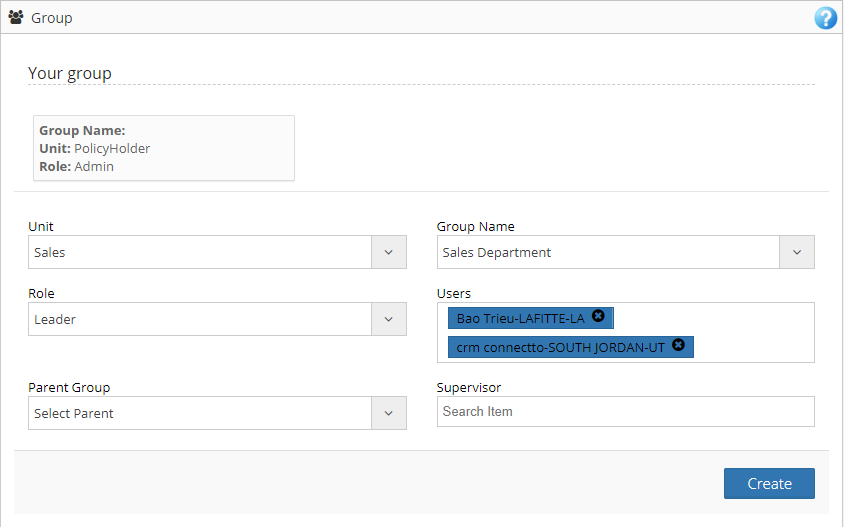 Group
?
Your group
Group Name:
Unit: PolicyHolder
Role: Admin
Unit
Group Name
Sales
Sales Department
Role
Users
Leader
Bao Trieu-LAFITTE-LA
crm connectto-SOUTH JORDAN-UT
Parent Group
Supervisor
Select Parent
Search Item
Create